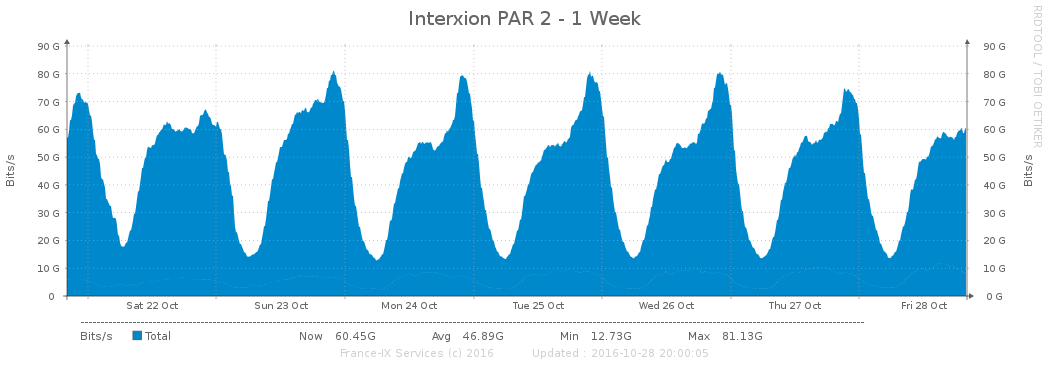 Interxion PAR 2 - 1 Week
RRDTOOL / TOBI OETIKER
Bits/s
90 G
80 G
70 G
60 G
50 G
40 G
30 G
20 G
10 G
0
90 G
80 G
70 G
60 G
50 G
40 G
30 G
20 G
10 G
0 G
Bits/s
Sat 22 Oct Sun 23 Oct Mon 24 Oct Tue 25 Oct Wed 26 Oct Thu 27 Oct Fri 28 Oct
Bits/s Total Now 60.45G Avg 46.89G Min 12.73G Max 81.13G
France-IX Services (c) 2016 Updated : 2016-10-28 20:00:05